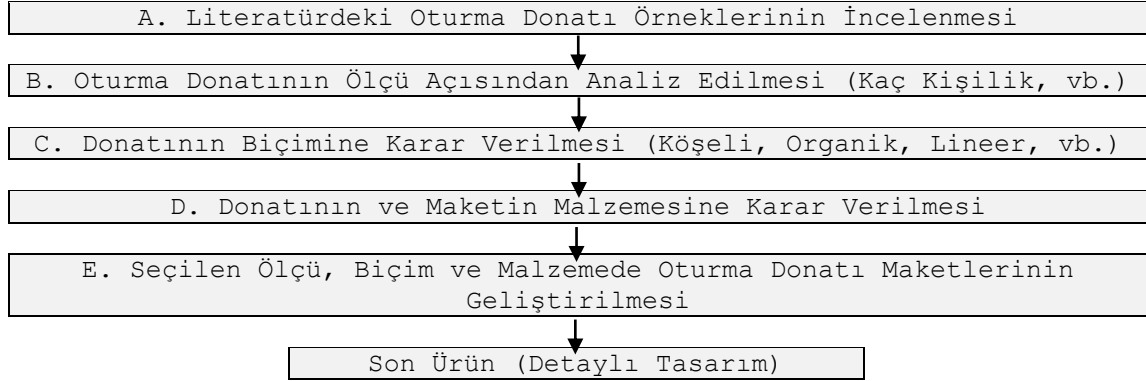 A. Literatürdeki Oturma Donatı Örneklerinin İncelenmesi
B. Oturma Donatının Ölçü Açısından Analiz Edilmesi (Kaç Kişilik, vb.)
C. Donatının Biçimine Karar Verilmesi (Köşeli, Organik, Lineer, vb.)
D. Donatının ve Maketin Malzemesine Karar Verilmesi
E. Seçilen Ölçü, Biçim ve Malzemede Oturma Donatı Maketlerinin
Geliştirilmesi
Son Ürün (Detaylı Tasarım)